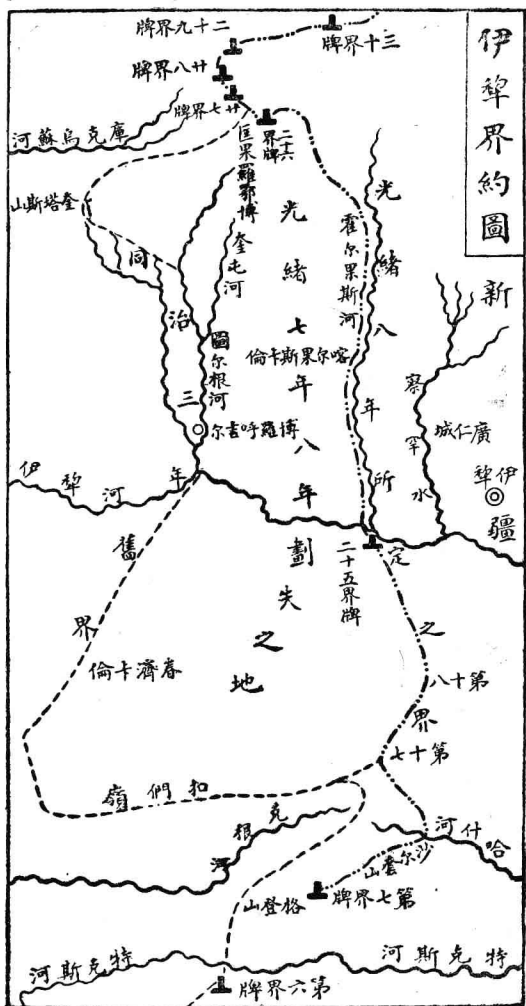 伊犂界約圖
三十界牌
二十九界牌
廿八界牌
廿七界牌
二十六界牌
庫克烏蘇河
匡果羅鄂博
奎塔斯山
奎屯河
圖尔根河
博羅呼吉尔
霍尔果斯河
喀尔果斯卡倫
光緒七年八年劃失之地
光緒八年所定之界
同治三年舊界
新疆
察罕水
廣仁城
伊犂
伊犂河
二十五界牌
春濟卡倫
第十八
第十七
扣們嶺
根克河
哈什河
沙尔套山
第七界牌
格登山
特克斯河
特克斯河
第六界牌